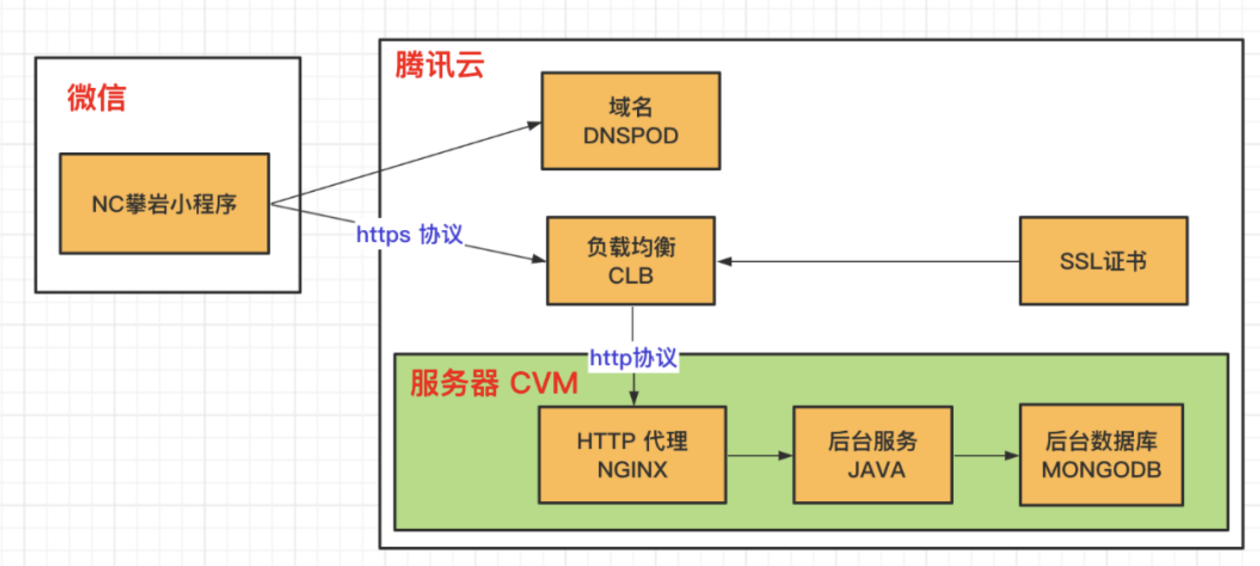 微信
NC攀岩小程序
腾讯云
域名
DNSPOD
https 协议
负载均衡
CLB
SSL证书
http协议
服务器 CVM
HTTP 代理
NGINX
后台服务
JAVA
后台数据库
MONGODB